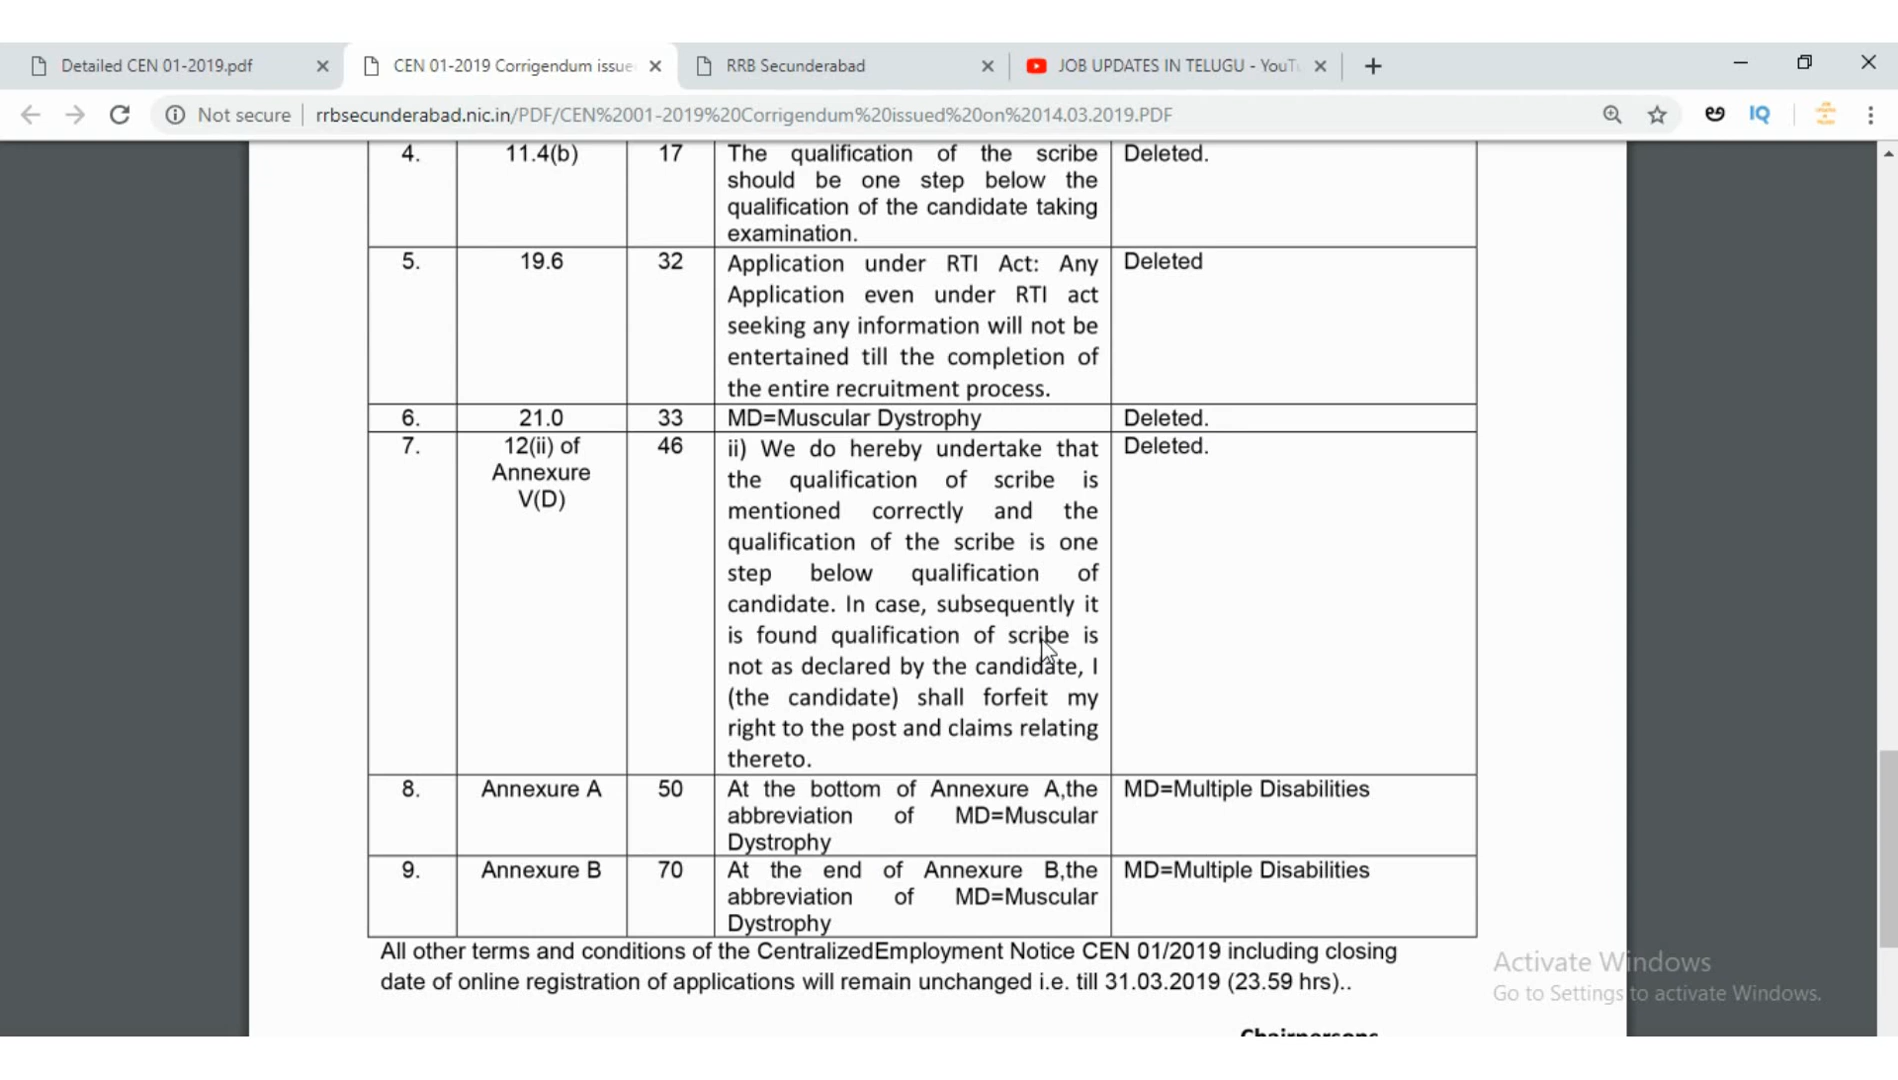 Detailed CEN 01-2019.pdf
CEN 01-2019 Corrigendum issue
RRB Secunderabad
JOB UPDATES IN TELUGU - YouTu
Not secure
rrbsecunderabad.nic.in/PDF/CEN%2001-2019%20Corrigendum%20issued%20on%2014.03.2019.PDF
IQ
4. 11.4(b) 17 The qualification of the scribe Deleted.
should be one step below the
qualification of the candidate taking
examination.
5. 19.6 32 Application under RTI Act: Any Deleted
Application even under RTI act
seeking any information will not be
entertained till the completion of
the entire recruitment process.
6. 21.0 33 MD=Muscular Dystrophy Deleted.
7. 12(ii) of 46 ii) We do hereby undertake that Deleted.
Annexure the qualification of scribe is
V(D) mentioned correctly and the
qualification of the scribe is one
step below qualification of
candidate. In case, subsequently it
is found qualification of scribe is
not as declared by the candidate, I
(the candidate) shall forfeit my
right to the post and claims relating
thereto.
8. Annexure A 50 At the bottom of Annexure A,the MD=Multiple Disabilities
abbreviation of MD=Muscular
Dystrophy
9. Annexure B 70 At the end of Annexure B,the MD=Multiple Disabilities
abbreviation of MD=Muscular
Dystrophy
All other terms and conditions of the CentralizedEmployment Notice CEN 01/2019 including closing
date of online registration of applications will remain unchanged i.e. till 31.03.2019 (23.59 hrs)..
Activate Windows
Go to Settings to activate Windows.
Chairpersons